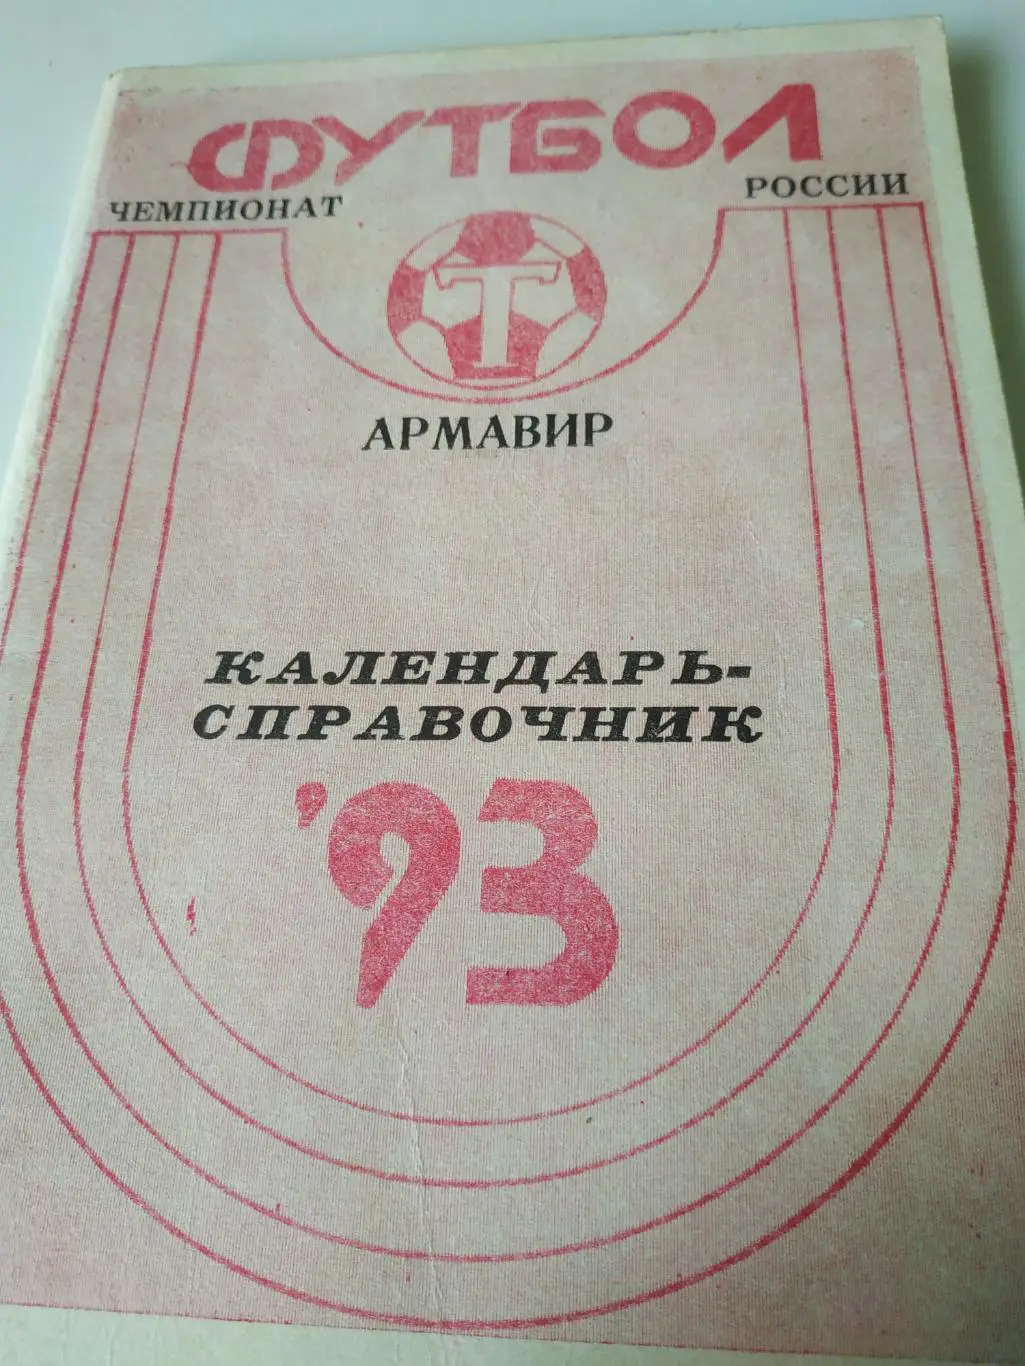 ФУТБОЛ
ЧЕМПИОНАТ РОССИИ
Т
АРМАВИР
КАЛЕНДАРЬ-
СПРАВОЧНИК
'93